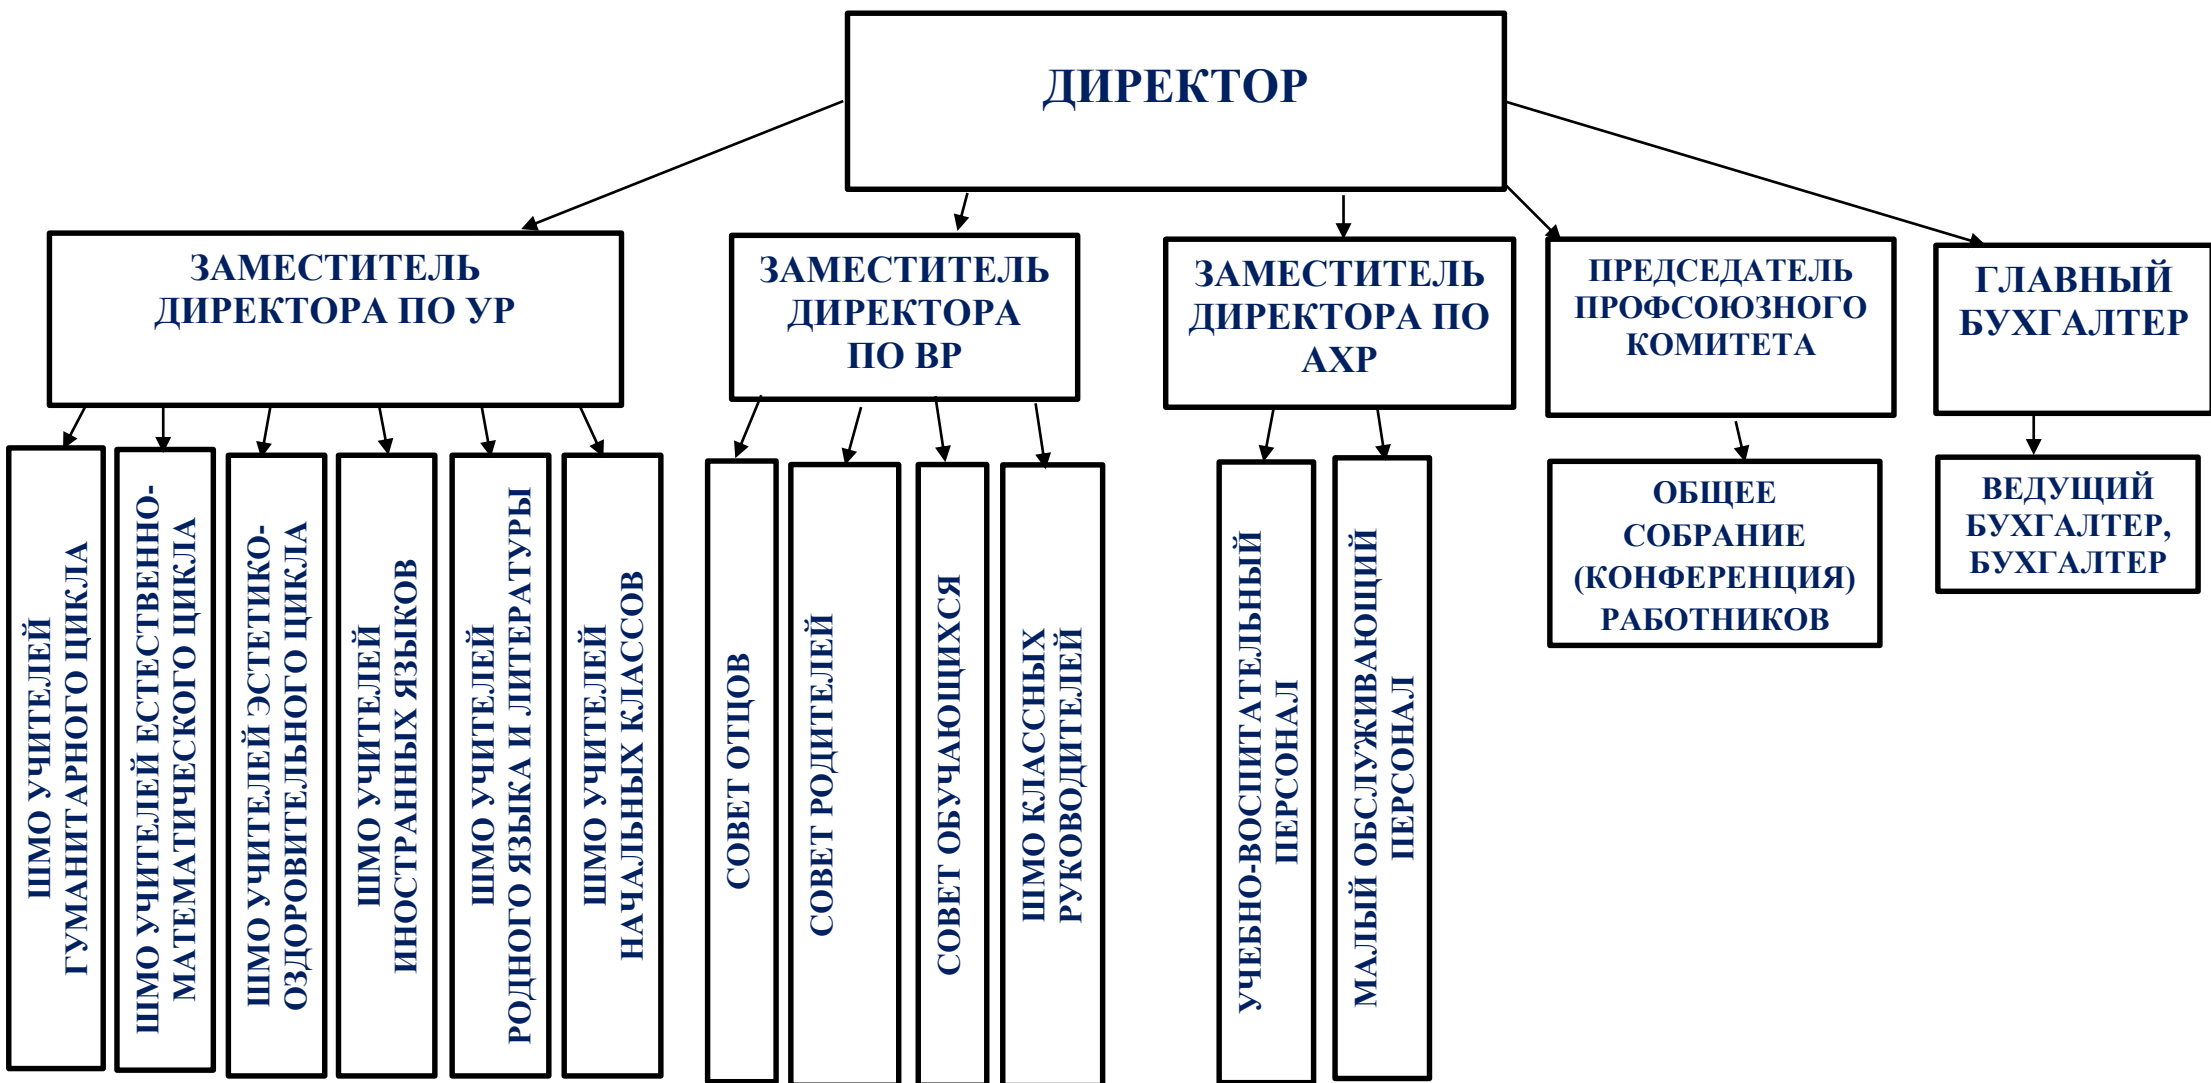 ДИРЕКТОР
ЗАМЕСТИТЕЛЬ
ДИРЕКТОРА ПО УР
ЗАМЕСТИТЕЛЬ
ДИРЕКТОРА
ПО ВР
ЗАМЕСТИТЕЛЬ
ДИРЕКТОРА ПО
АХР
ПРЕДСЕДАТЕЛЬ
ПРОФСОЮЗНОГО
КОМИТЕТА
ГЛАВНЫЙ
БУХГАЛТЕР
ШМО УЧИТЕЛЕЙ
ГУМАНИТАРНОГО ЦИКЛА
ШМО УЧИТЕЛЕЙ ЕСТЕСТВЕННО-
МАТЕМАТИЧЕСКОГО ЦИКЛА
ШМО УЧИТЕЛЕЙ ЭСТЕТИКО-
ОЗДОРОВИТЕЛЬНОГО ЦИКЛА
ШМО УЧИТЕЛЕЙ
ИНОСТРАННЫХ ЯЗЫКОВ
ШМО УЧИТЕЛЕЙ
РОДНОГО ЯЗЫКА И ЛИТЕРАТУРЫ
ШМО УЧИТЕЛЕЙ
НАЧАЛЬНЫХ КЛАССОВ
СОВЕТ ОТЦОВ
СОВЕТ РОДИТЕЛЕЙ
СОВЕТ ОБУЧАЮЩИХСЯ
ШМО КЛАССНЫХ
РУКОВОДИТЕЛЕЙ
УЧЕБНО-ВОСПИТАТЕЛЬНЫЙ
ПЕРСОНАЛ
МАЛЫЙ ОБСЛУЖИВАЮЩИЙ
ПЕРСОНАЛ
ОБЩЕЕ
СОБРАНИЕ
(КОНФЕРЕНЦИЯ)
РАБОТНИКОВ
ВЕДУЩИЙ
БУХГАЛТЕР,
БУХГАЛТЕР